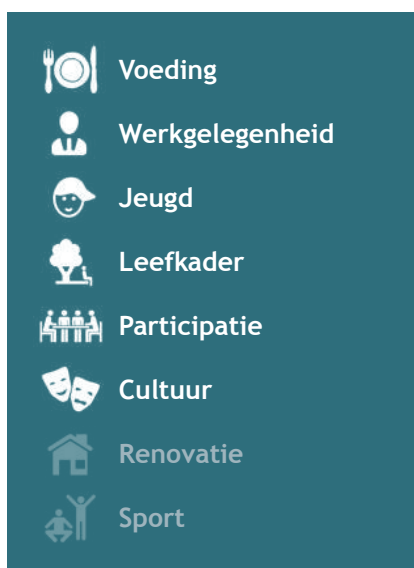 Voeding
Werkgelegenheid
Jeugd
Leefkader
Participatie
Cultuur
Renovatie
Sport